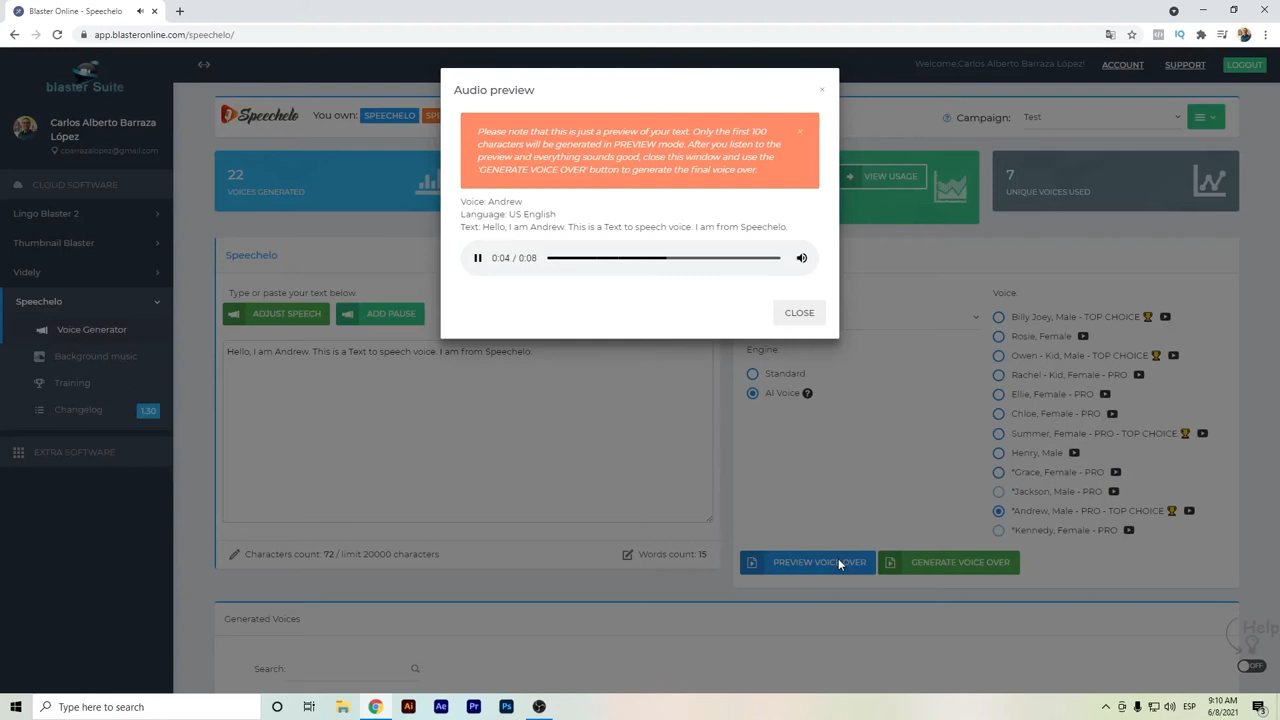 Blaster Online - Speechelo
app.blasteronline.com/speechelo/
blaster Suite
Welcome,Carlos Alberto Barraza López!
ACCOUNT
SUPPORT
LOGOUT
Carlos Alberto Barraza
López
cbarrazalopez@gmail.com
CLOUD SOFTWARE
Lingo Blaster 2
Thumbnail Blaster
Videly
Speechelo
Voice Generator
Background music
Training
Changelog
1.30
EXTRA SOFTWARE
Speechelo
You own:
SPEECHELO
Campaign:
Test
22
VOICES GENERATED
VIEW USAGE
7
UNIQUE VOICES USED
Audio preview
×
Please note that this is just a preview of your text. Only the first 100
characters will be generated in PREVIEW mode. After you listen to the
preview and everything sounds good, close this window and use the
'GENERATE VOICE OVER' button to generate the final voice over.
×
Voice: Andrew
Language: US English
Text: Hello, I am Andrew. This is a Text to speech voice. I am from Speechelo.
0:04 / 0:08
CLOSE
Speechelo
Type or paste your text below.
ADJUST SPEECH
ADD PAUSE
Hello, I am Andrew. This is a Text to speech voice. I am from Speechelo.
Characters count: 72 / limit:20000 characters
Words count: 15
Engine:
Standard
AI Voice
Voice:
Billy Joey, Male - TOP CHOICE
Rosie, Female
Owen - Kid, Male - TOP CHOICE
Rachel - Kid, Female - PRO
Ellie, Female - PRO
Chloe, Female - PRO
Summer, Female - PRO - TOP CHOICE
Henry, Male
*Grace, Female - PRO
*Jackson, Male - PRO
*Andrew, Male - PRO - TOP CHOICE
*Kennedy, Female - PRO
PREVIEW VOICE OVER
GENERATE VOICE OVER
Generated Voices
Search:
Help
OFF
Type here to search
Ai
Ae
Pr
Ps
ESP
9:10 AM
6/8/2021
3